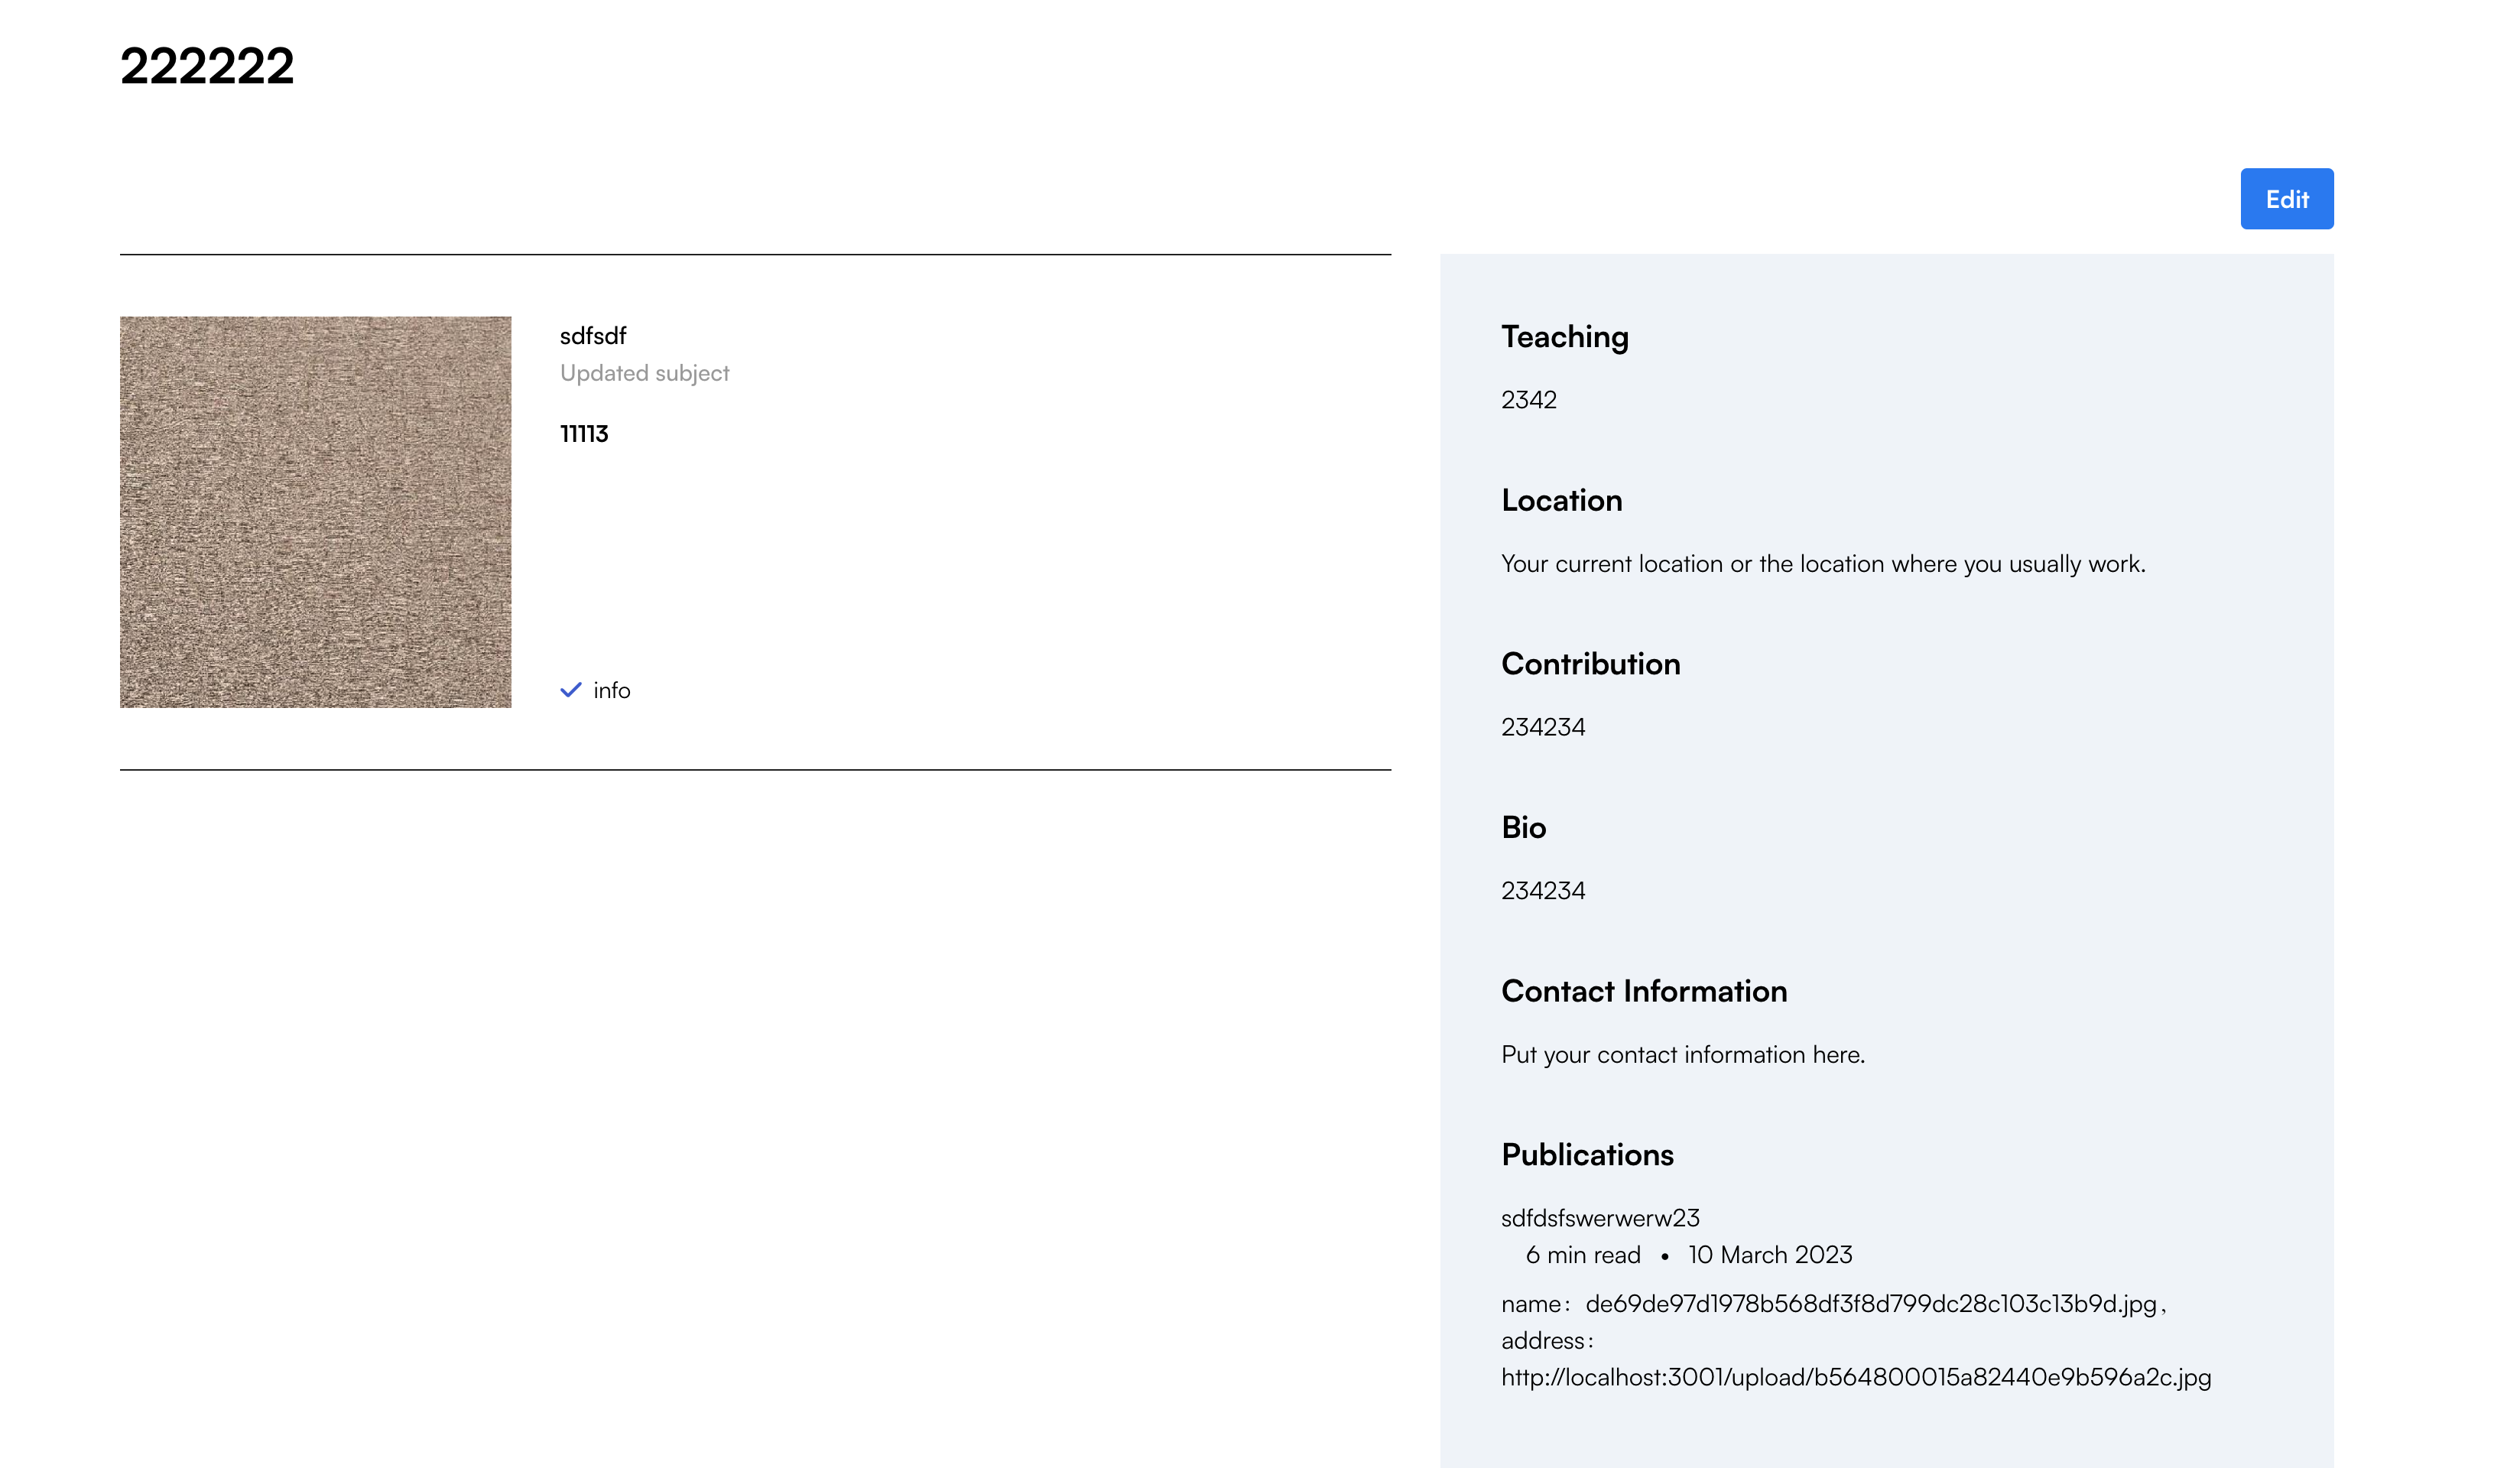 222222
Edit
sdfsdf
Updated subject
11113
info
Teaching
2342
Location
Your current location or the location where you usually work.
Contribution
234234
Bio
234234
Contact Information
Put your contact information here.
Publications
sdfdsfswerwerw23
6 min read • 10 March 2023
name： de69de97d1978b568df3f8d799dc28c103c13b9d.jpg，
address：
http://localhost:3001/upload/b564800015a82440e9b596a2c.jpg